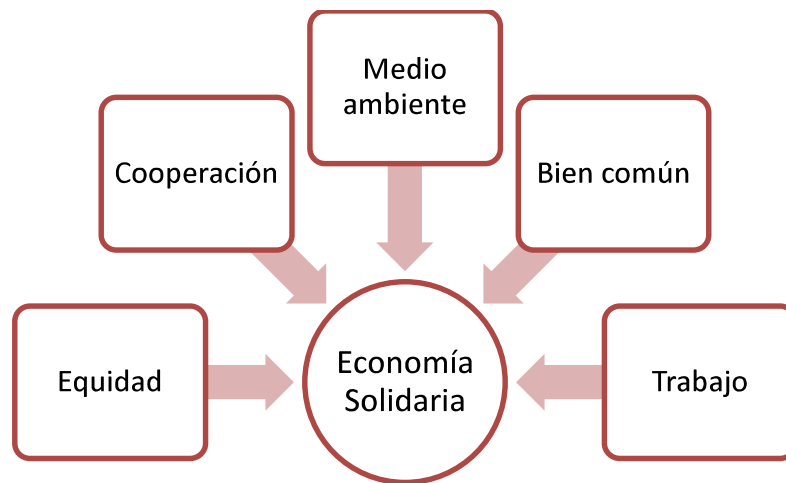 Medio
ambiente
Cooperación
Bien común
Equidad
Economía
Solidaria
Trabajo